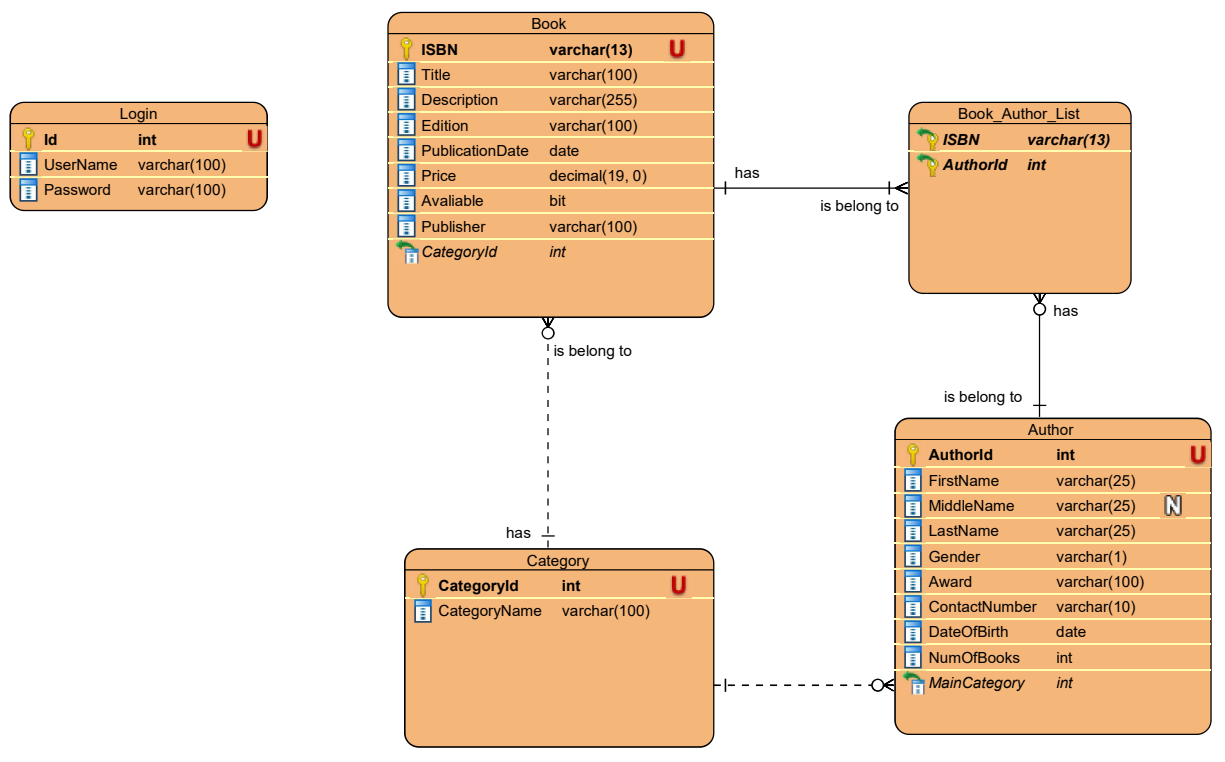 Book
ISBN varchar(13) U
Title varchar(100)
Description varchar(255)
Edition varchar(100)
PublicationDate date
Price decimal(19, 0)
Avaliable bit
Publisher varchar(100)
CategoryId int
Login
Id int U
UserName varchar(100)
Password varchar(100)
Book_Author_List
ISBN varchar(13)
AuthorId int
has
is belong to
has
is belong to
is belong to
has
Author
AuthorId int U
FirstName varchar(25)
MiddleName varchar(25) N
LastName varchar(25)
Gender varchar(1)
Award varchar(100)
ContactNumber varchar(10)
DateOfBirth date
NumOfBooks int
MainCategory int
Category
CategoryId int U
CategoryName varchar(100)